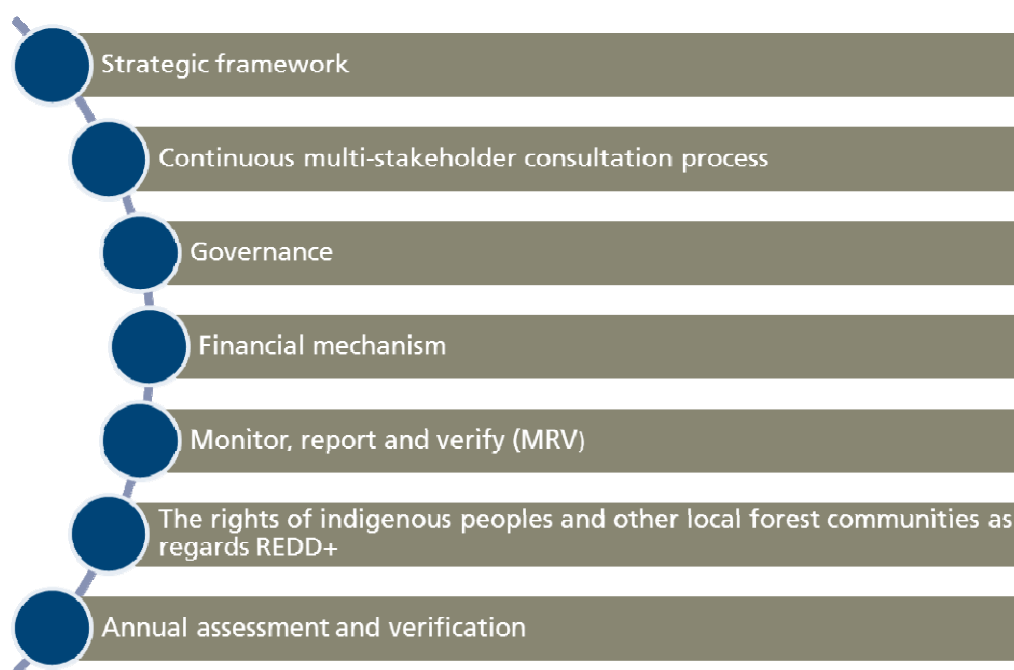 Strategic framework
Continuous multi-stakeholder consultation process
Governance
Financial mechanism
Monitor, report and verify (MRV)
The rights of indigenous peoples and other local forest communities as
regards REDD+
Annual assessment and verification